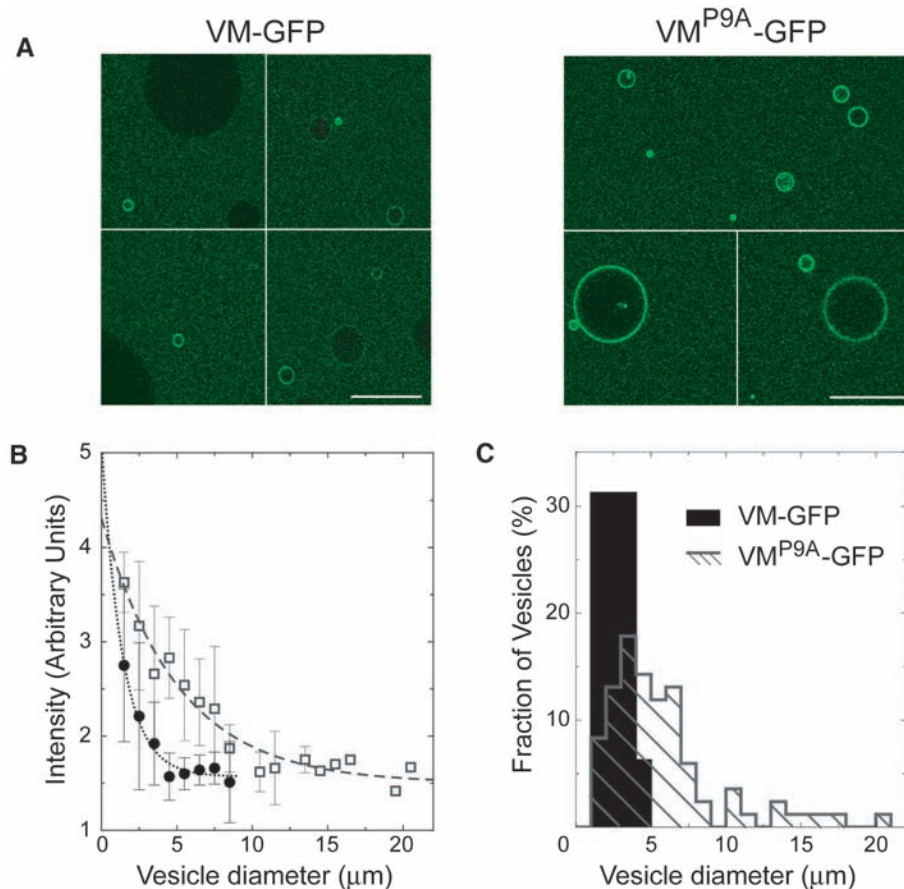 A
VM-GFP
VM^P9A-GFP
B
5
4
3
2
1
Intensity (Arbitrary Units)
0 5 10 15 20
Vesicle diameter (μm)
C
30
20
10
0
Fraction of Vesicles (%)
VM-GFP
VM^P9A-GFP
0 5 10 15 20
Vesicle diameter (μm)